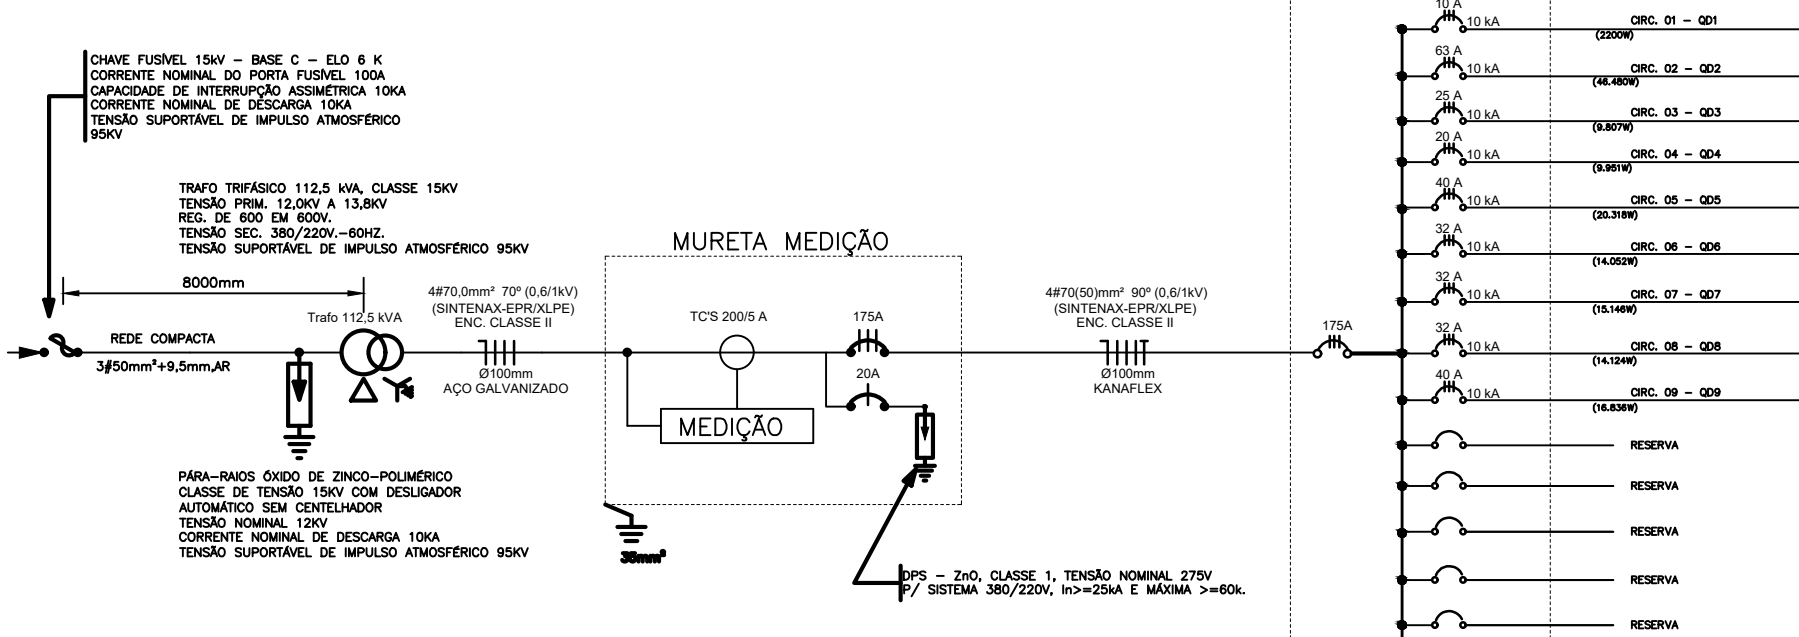 CHAVE FUSÍVEL 15kV – BASE C – ELO 6 K
CORRENTE NOMINAL DO PORTA FUSÍVEL 100A
CAPACIDADE DE INTERRUPÇÃO ASSIMÉTRICA 10KA
CORRENTE NOMINAL DE DESCARGA 10KA
TENSÃO SUPORTÁVEL DE IMPULSO ATMOSFÉRICO
95KV
TRAFO TRIFÁSICO 112,5 kVA, CLASSE 15KV
TENSÃO PRIM. 12,0KV A 13,8KV
REG. DE 600 EM 600V.
TENSÃO SEC. 380/220V.–60HZ.
TENSÃO SUPORTÁVEL DE IMPULSO ATMOSFÉRICO 95KV
8000mm
Trafo 112,5 kVA
REDE COMPACTA
3#50mm²+9,5mm,AR
PÁRA–RAIOS ÓXIDO DE ZINCO–POLIMÉRICO
CLASSE DE TENSÃO 15KV COM DESLIGADOR
AUTOMÁTICO SEM CENTELHADOR
TENSÃO NOMINAL 12KV
CORRENTE NOMINAL DE DESCARGA 10KA
TENSÃO SUPORTÁVEL DE IMPULSO ATMOSFÉRICO 95KV
4#70,0mm² 70º (0,6/1kV)
(SINTENAX-EPR/XLPE)
ENC. CLASSE II
Ø100mm
AÇO GALVANIZADO
MURETA MEDIÇÃO
TC'S 200/5 A
175A
20A
MEDIÇÃO
35mm²
DPS – ZnO, CLASSE 1, TENSÃO NOMINAL 275V
P/ SISTEMA 380/220V, In>=25kA E MÁXIMA >=60k.
4#70(50)mm² 90º (0,6/1kV)
(SINTENAX-EPR/XLPE)
ENC. CLASSE II
Ø100mm
KANAFLEX
175A
10 A
10 kA
CIRC. 01 – QD1
(2200W)
63 A
10 kA
CIRC. 02 – QD2
(46.480W)
25 A
10 kA
CIRC. 03 – QD3
(9.807W)
20 A
10 kA
CIRC. 04 – QD4
(9.951W)
40 A
10 kA
CIRC. 05 – QD5
(20.318W)
32 A
10 kA
CIRC. 06 – QD6
(14.052W)
32 A
10 kA
CIRC. 07 – QD7
(15.146W)
32 A
10 kA
CIRC. 08 – QD8
(14.124W)
40 A
10 kA
CIRC. 09 – QD9
(16.836W)
RESERVA
RESERVA
RESERVA
RESERVA
RESERVA